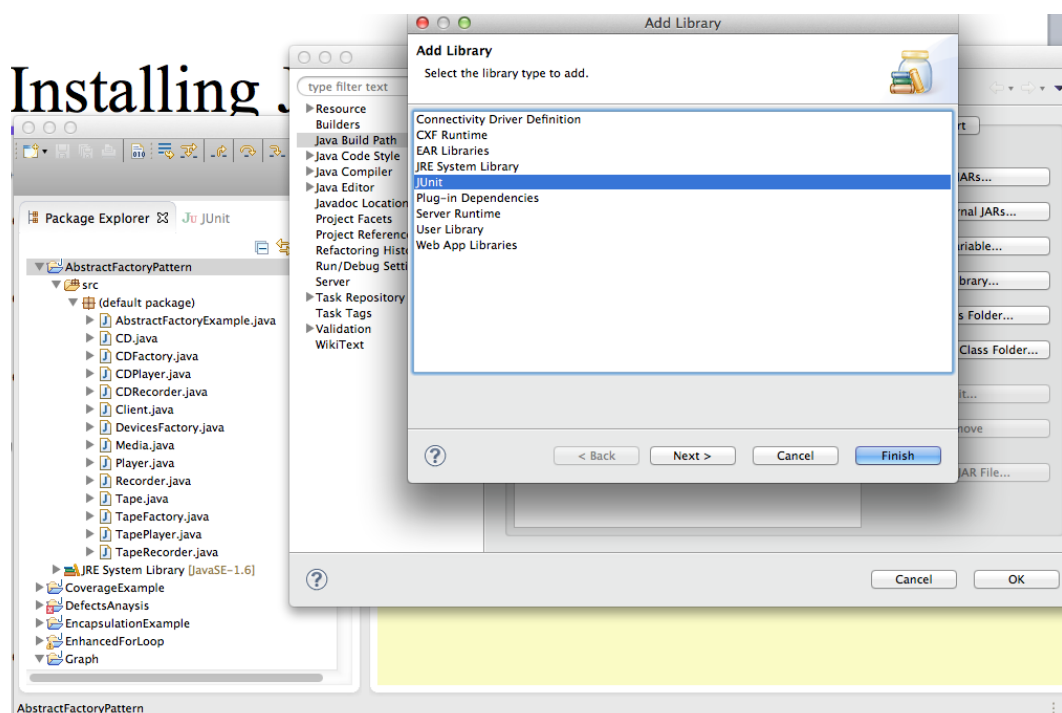 Add Library
Add Library
Select the library type to add.
Connectivity Driver Definition
CXF Runtime
EAR Libraries
JRE System Library
JUnit
Plug-in Dependencies
Server Runtime
User Library
Web App Libraries
< Back
Next >
Cancel
Finish
Installing
type filter text
Resource
Builders
Java Build Path
Java Code Style
Java Compiler
Java Editor
Javadoc Location
Project Facets
Project Referenc
Refactoring Hist
Run/Debug Setti
Server
Task Repository
Task Tags
Validation
WikiText
JARs...
rnal JARs...
ariable...
brary...
s Folder...
Class Folder...
it...
nove
JAR File...
Cancel
OK
Package Explorer
Ju JUnit
AbstractFactoryPattern
src
(default package)
AbstractFactoryExample.java
CD.java
CDFactory.java
CDPlayer.java
CDRecorder.java
Client.java
DevicesFactory.java
Media.java
Player.java
Recorder.java
Tape.java
TapeFactory.java
TapePlayer.java
TapeRecorder.java
JRE System Library [JavaSE-1.6]
CoverageExample
DefectsAnaysis
EncapsulationExample
EnhancedForLoop
Graph
AbstractFactoryPattern